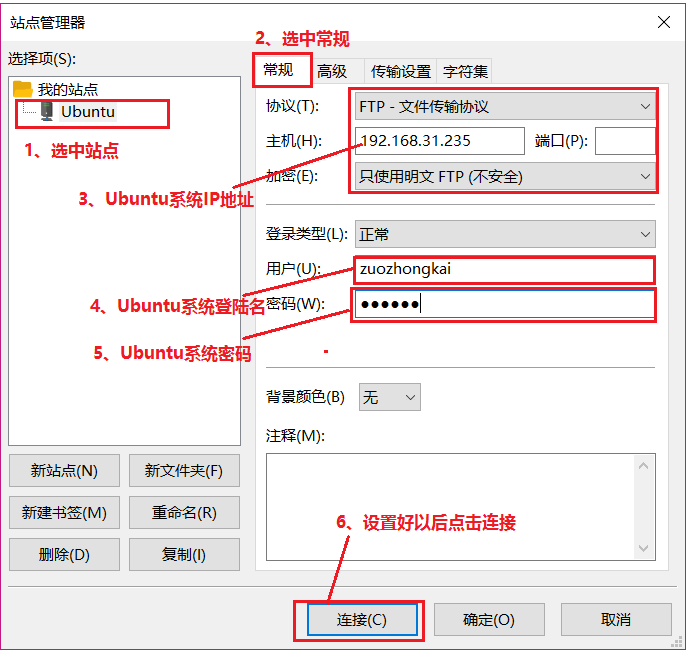 站点管理器
2、选中常规
选择项(S):
常规 高级 传输设置 字符集
我的站点
Ubuntu
1、选中站点
协议(T): FTP - 文件传输协议
主机(H): 192.168.31.235 端口(P):
加密(E): 只使用明文 FTP (不安全)
3、Ubuntu系统IP地址
登录类型(L): 正常
用户(U): zuozhongkai
4、Ubuntu系统登陆名
密码(W): ●●●●●●
5、Ubuntu系统密码
背景颜色(B) 无
注释(M):
新站点(N) 新文件夹(F)
新建书签(M) 重命名(R)
删除(D) 复制(I)
6、设置好以后点击连接
连接(C) 确定(O) 取消